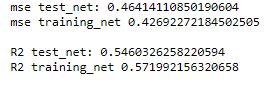 mse test_net: 0.46414110850190604
mse training_net 0.42692272184502505
R2 test_net: 0.5460326258220594
R2 training_net 0.571992156320658